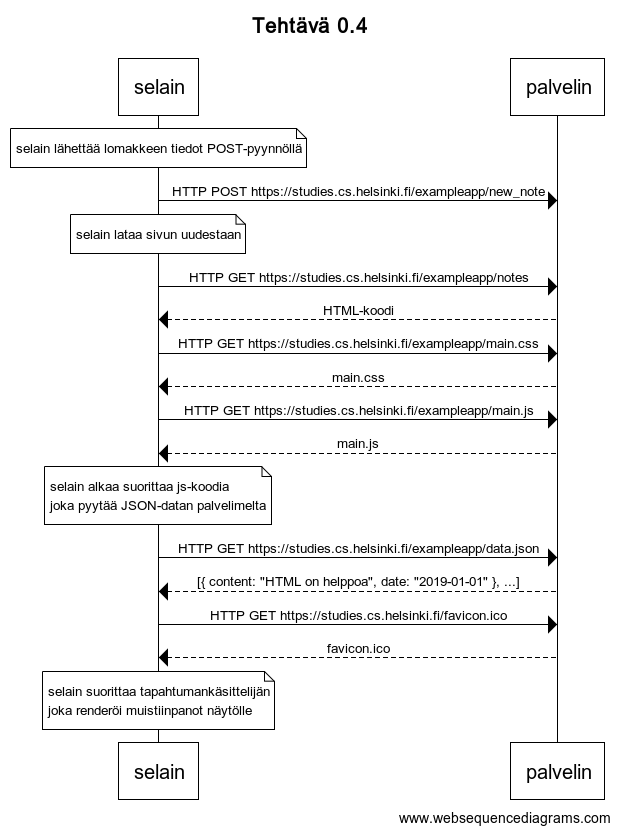 Tehtävä 0.4
selain
palvelin
selain lähettää lomakkeen tiedot POST-pyynnöllä
HTTP POST https://studies.cs.helsinki.fi/exampleapp/new_note
selain lataa sivun uudestaan
HTTP GET https://studies.cs.helsinki.fi/exampleapp/notes
HTML-koodi
HTTP GET https://studies.cs.helsinki.fi/exampleapp/main.css
main.css
HTTP GET https://studies.cs.helsinki.fi/exampleapp/main.js
main.js
selain alkaa suorittaa js-koodia
joka pyytää JSON-datan palvelimelta
HTTP GET https://studies.cs.helsinki.fi/exampleapp/data.json
[{ content: "HTML on helppoa", date: "2019-01-01" }, ...]
HTTP GET https://studies.cs.helsinki.fi/favicon.ico
favicon.ico
selain suorittaa tapahtumankäsittelijän
joka renderöi muistiinpanot näytölle
selain
palvelin
www.websequencediagrams.com